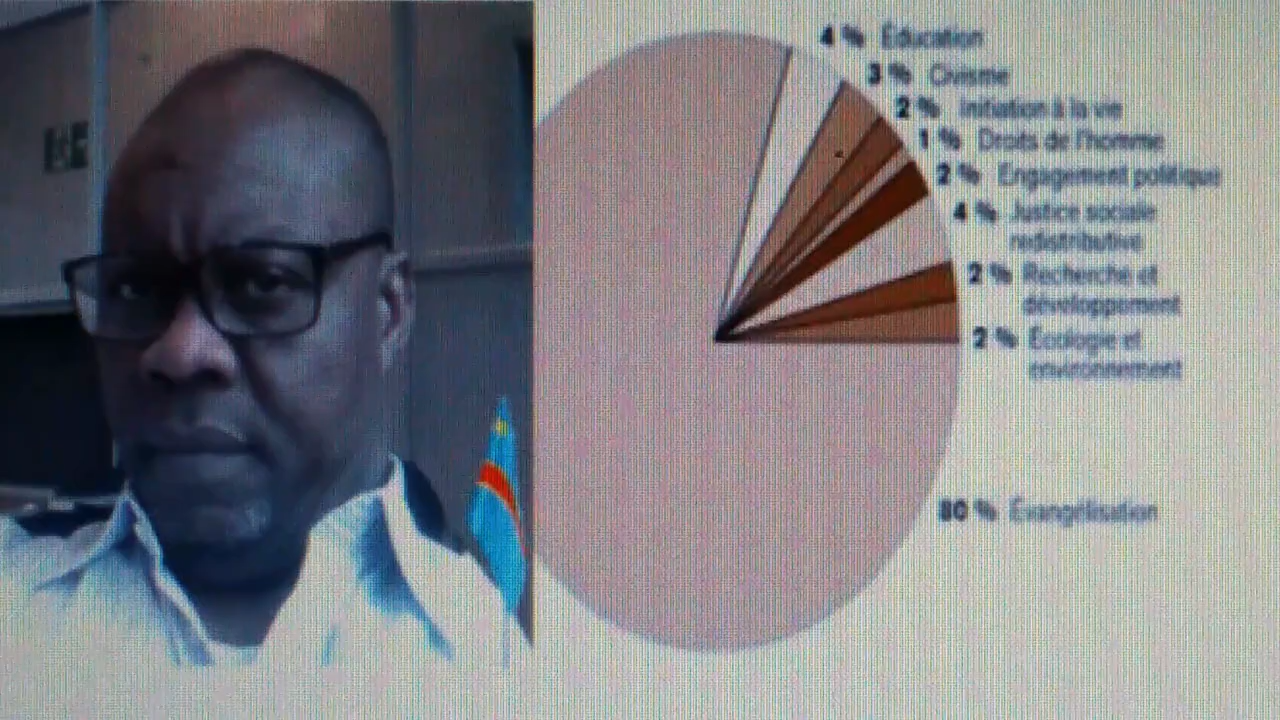 4 % Éducation
3 % Civisme
2 % Initiation à la vie
1 % Droits de l'homme
2 % Engagement politique
4 % Justice sociale
redistributive
2 % Recherche et
développement
2 % Écologie et
environnement
80 % Évangélisation